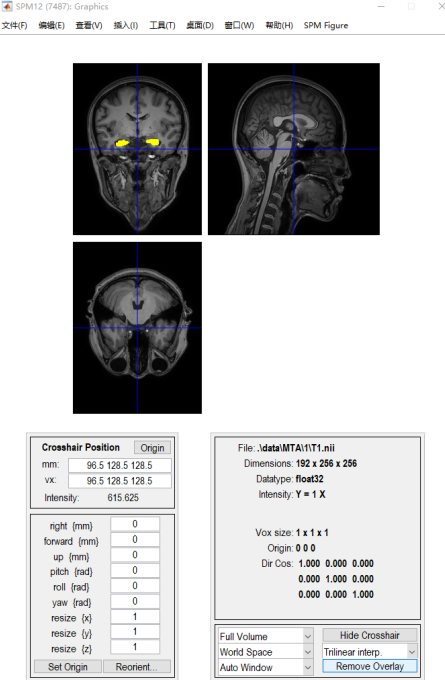 SPM12 (7487): Graphics
文件(F) 编辑(E) 查看(V) 插入(I) 工具(T) 桌面(D) 窗口(W) 帮助(H) SPM Figure
Crosshair Position Origin
mm: 96.5 128.5 128.5
vx: 96.5 128.5 128.5
Intensity: 615.625
right {mm} 0
forward {mm} 0
up {mm} 0
pitch {rad} 0
roll {rad} 0
yaw {rad} 0
resize {x} 1
resize {y} 1
resize {z} 1
Set Origin Reorient...
File: .\data\MTA\1\T1.nii
Dimensions: 192 x 256 x 256
Datatype: float32
Intensity: Y = 1 X
Vox size: 1 x 1 x 1
Origin: 0 0 0
Dir Cos: 1.000 0.000 0.000
0.000 1.000 0.000
0.000 0.000 1.000
Full Volume Hide Crosshair
World Space Trilinear interp.
Auto Window Remove Overlay